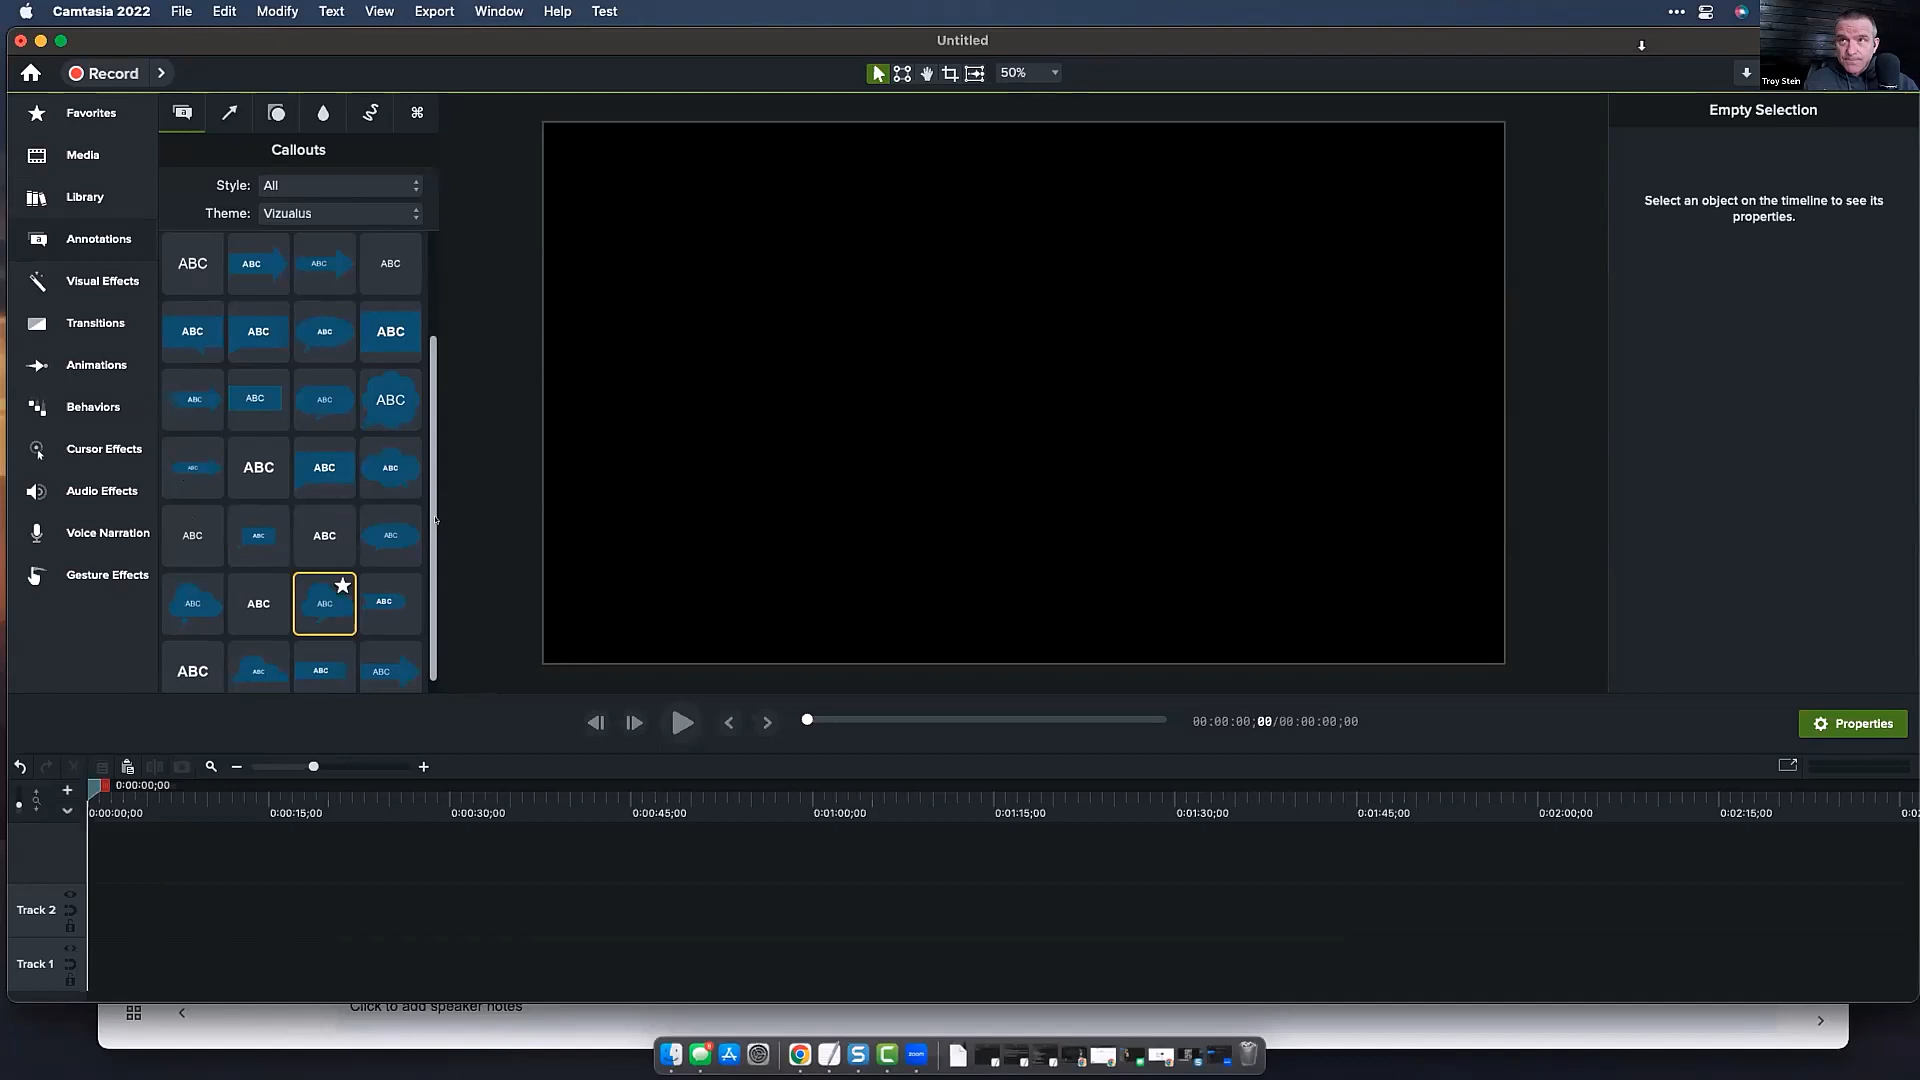 Camtasia 2022 File Edit Modify Text View Export Window Help Test
Untitled
Troy Stein
Record
50%
Favorites
Media
Library
Annotations
Visual Effects
Transitions
Animations
Behaviors
Cursor Effects
Audio Effects
Voice Narration
Gesture Effects
Callouts
Style: All
Theme: Vizualus
ABC ABC ABC ABC
ABC ABC ABC ABC
ABC ABC ABC ABC
ABC ABC ABC ABC
ABC ABC ABC ABC
ABC ABC ABC ABC
ABC ABC ABC ABC
Empty Selection
Select an object on the timeline to see its
properties.
00:00:00;00/00:00:00;00
Properties
0:00:00;00
0:00:00;00 0:00:15;00 0:00:30;00 0:00:45;00 0:01:00;00 0:01:15;00 0:01:30;00 0:01:45;00 0:02:00;00 0:02:15;00
Track 2
Track 1
Click to add speaker notes
zoom